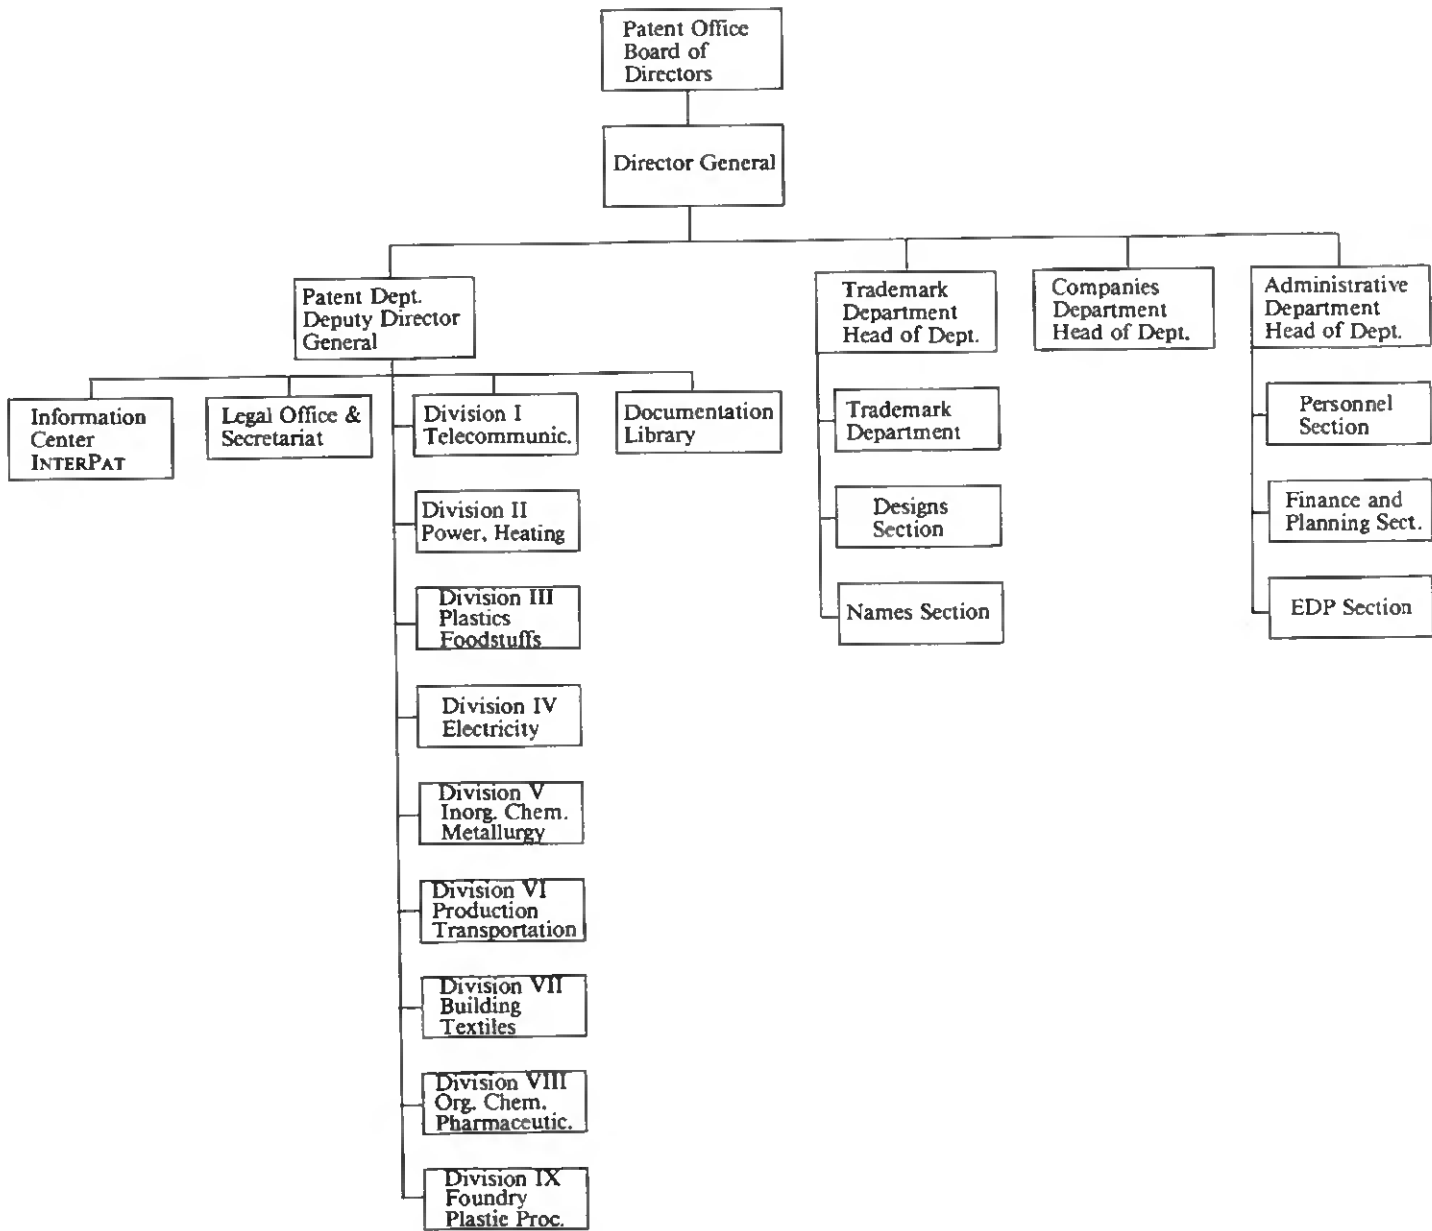 Patent Office
Board of
Directors
Director General
Patent Dept.
Deputy Director
General
Trademark
Department
Head of Dept.
Companies
Department
Head of Dept.
Administrative
Department
Head of Dept.
Information
Center
INTERPAT
Legal Office &
Secretariat
Division I
Telecommunic.
Documentation
Library
Division II
Power, Heating
Division III
Plastics
Foodstuffs
Division IV
Electricity
Division V
Inorg. Chem.
Metallurgy
Division VI
Production
Transportation
Division VII
Building
Textiles
Division VIII
Org. Chem.
Pharmaceutic.
Division IX
Foundry
Plastic Proc.
Trademark
Department
Designs
Section
Names Section
Personnel
Section
Finance and
Planning Sect.
EDP Section